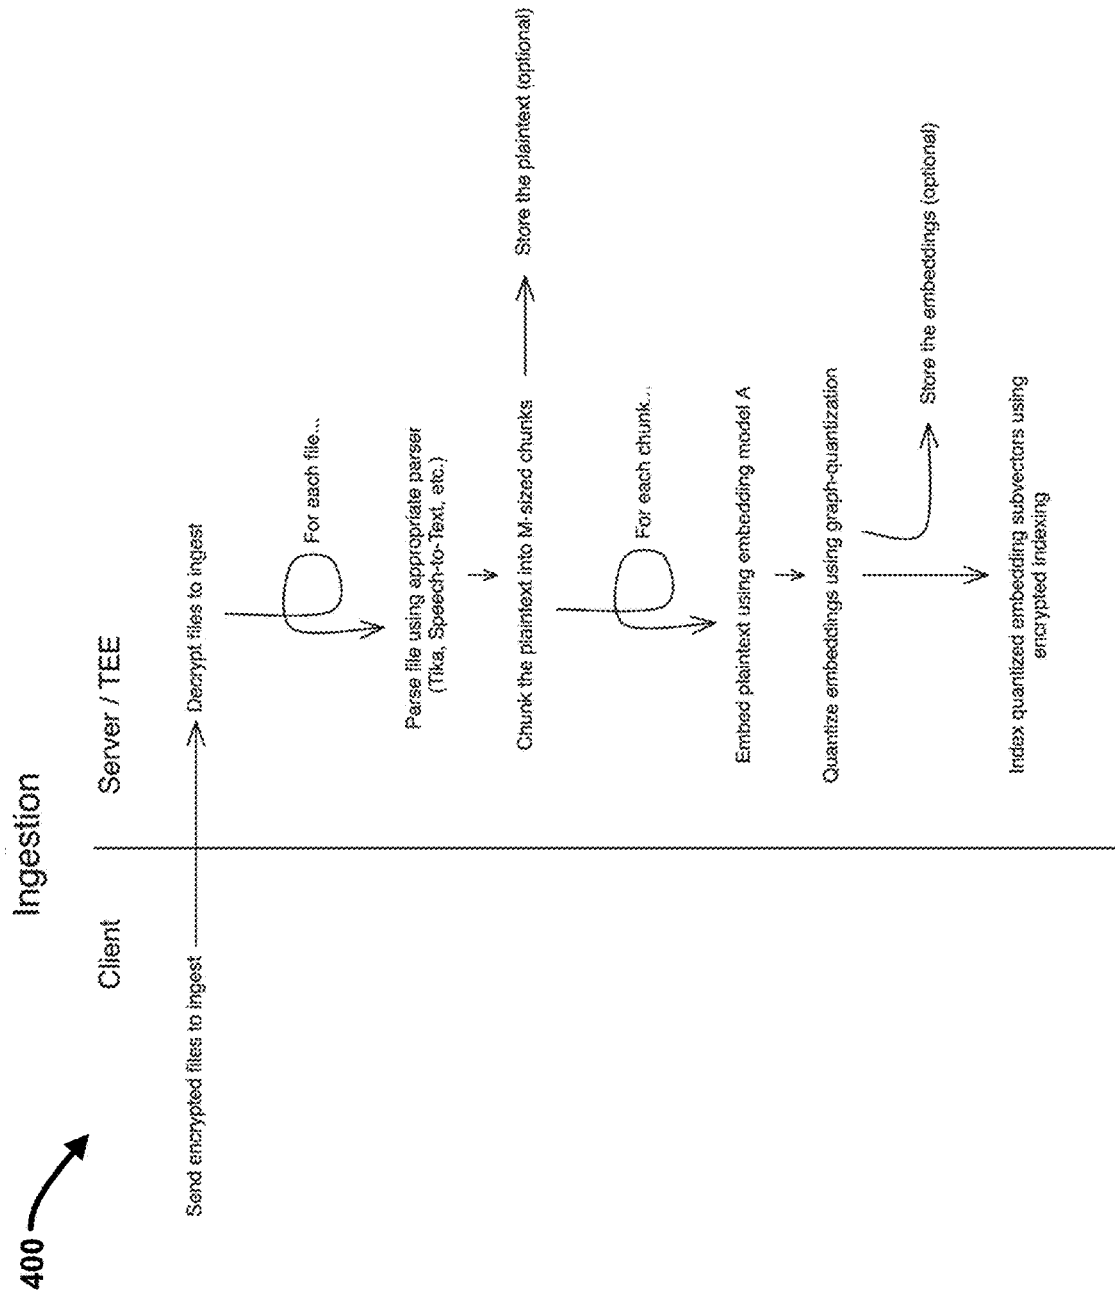 400
Ingestion
Client
Server / TEE
Send encrypted files to ingest
Decrypt files to ingest
For each file...
Parse file using appropriate parser
(Tika, Speech-to-Text, etc.)
Chunk the plaintext into M-sized chunks
Store the plaintext (optional)
For each chunk...
Embed plaintext using embedding model A
Quantize embeddings using graph-quantization
Store the embeddings (optional)
Index quantized embedding subvectors using
encrypted indexing